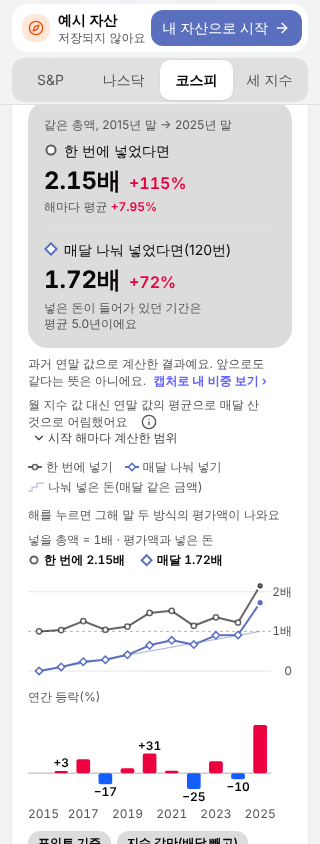 예시 자산
저장되지 않아요
내 자산으로 시작 →
S&P 나스닥 코스피 세 지수
같은 총액, 2015년 말 → 2025년 말
한 번에 넣었다면
2.15배 +115%
해마다 평균 +7.95%
매달 나눠 넣었다면(120번)
1.72배 +72%
넣은 돈이 들어가 있던 기간은
평균 5.0년이에요
과거 연말 값으로 계산한 결과예요. 앞으로도
같다는 뜻은 아니에요. 캡처로 내 비중 보기 ›
월 지수 값 대신 연말 값의 평균으로 매달 산
것으로 어림했어요
시작 해마다 계산한 범위
한 번에 넣기 매달 나눠 넣기
나눠 넣은 돈(매달 같은 금액)
해를 누르면 그해 말 두 방식의 평가액이 나와요
넣을 총액 = 1배 · 평가액과 넣은 돈
한 번에 2.15배 매달 1.72배
2배
1배
0
연간 등락(%)
+3 +31
−17 −25 −10
2015 2017 2019 2021 2023 2025
포인트 기준 지수 값만(배당 빼고)